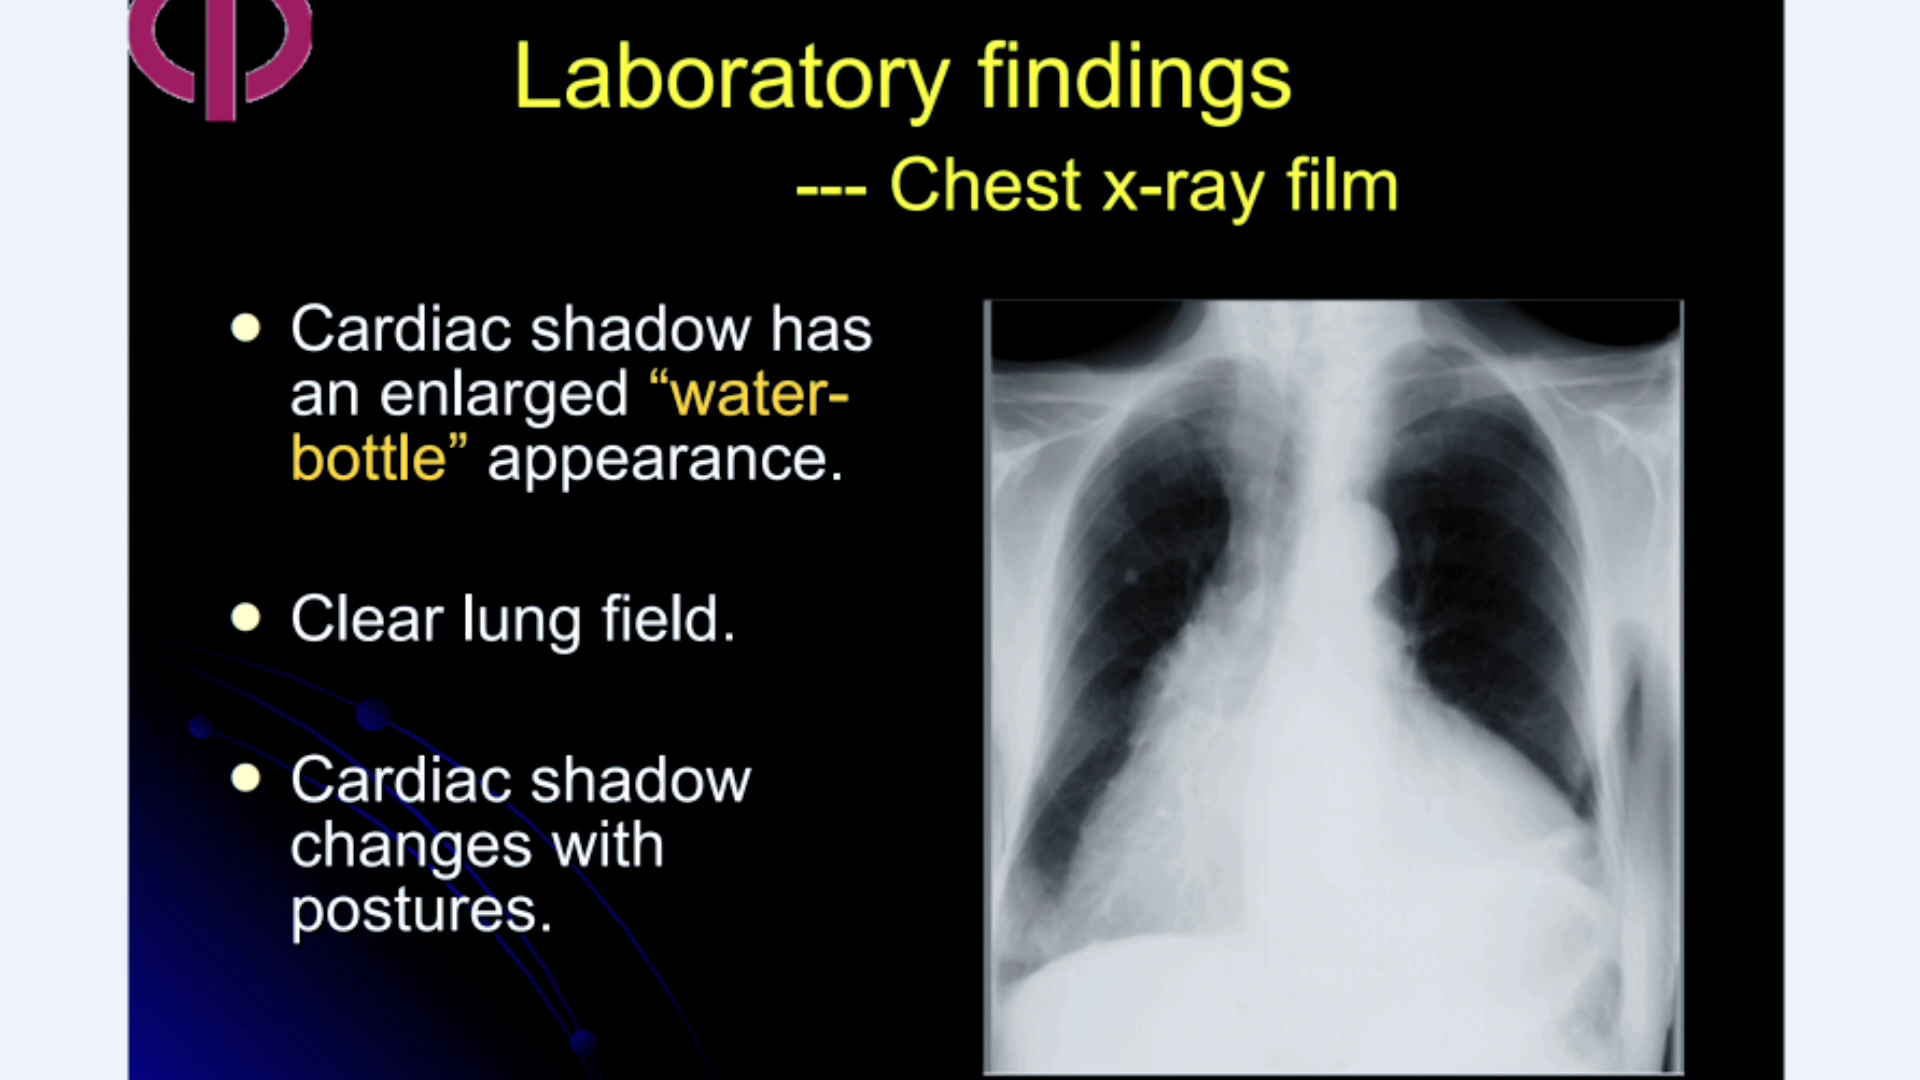 Laboratory findings
--- Chest x-ray film
Cardiac shadow has
an enlarged “water-
bottle” appearance.
Clear lung field.
Cardiac shadow
changes with
postures.